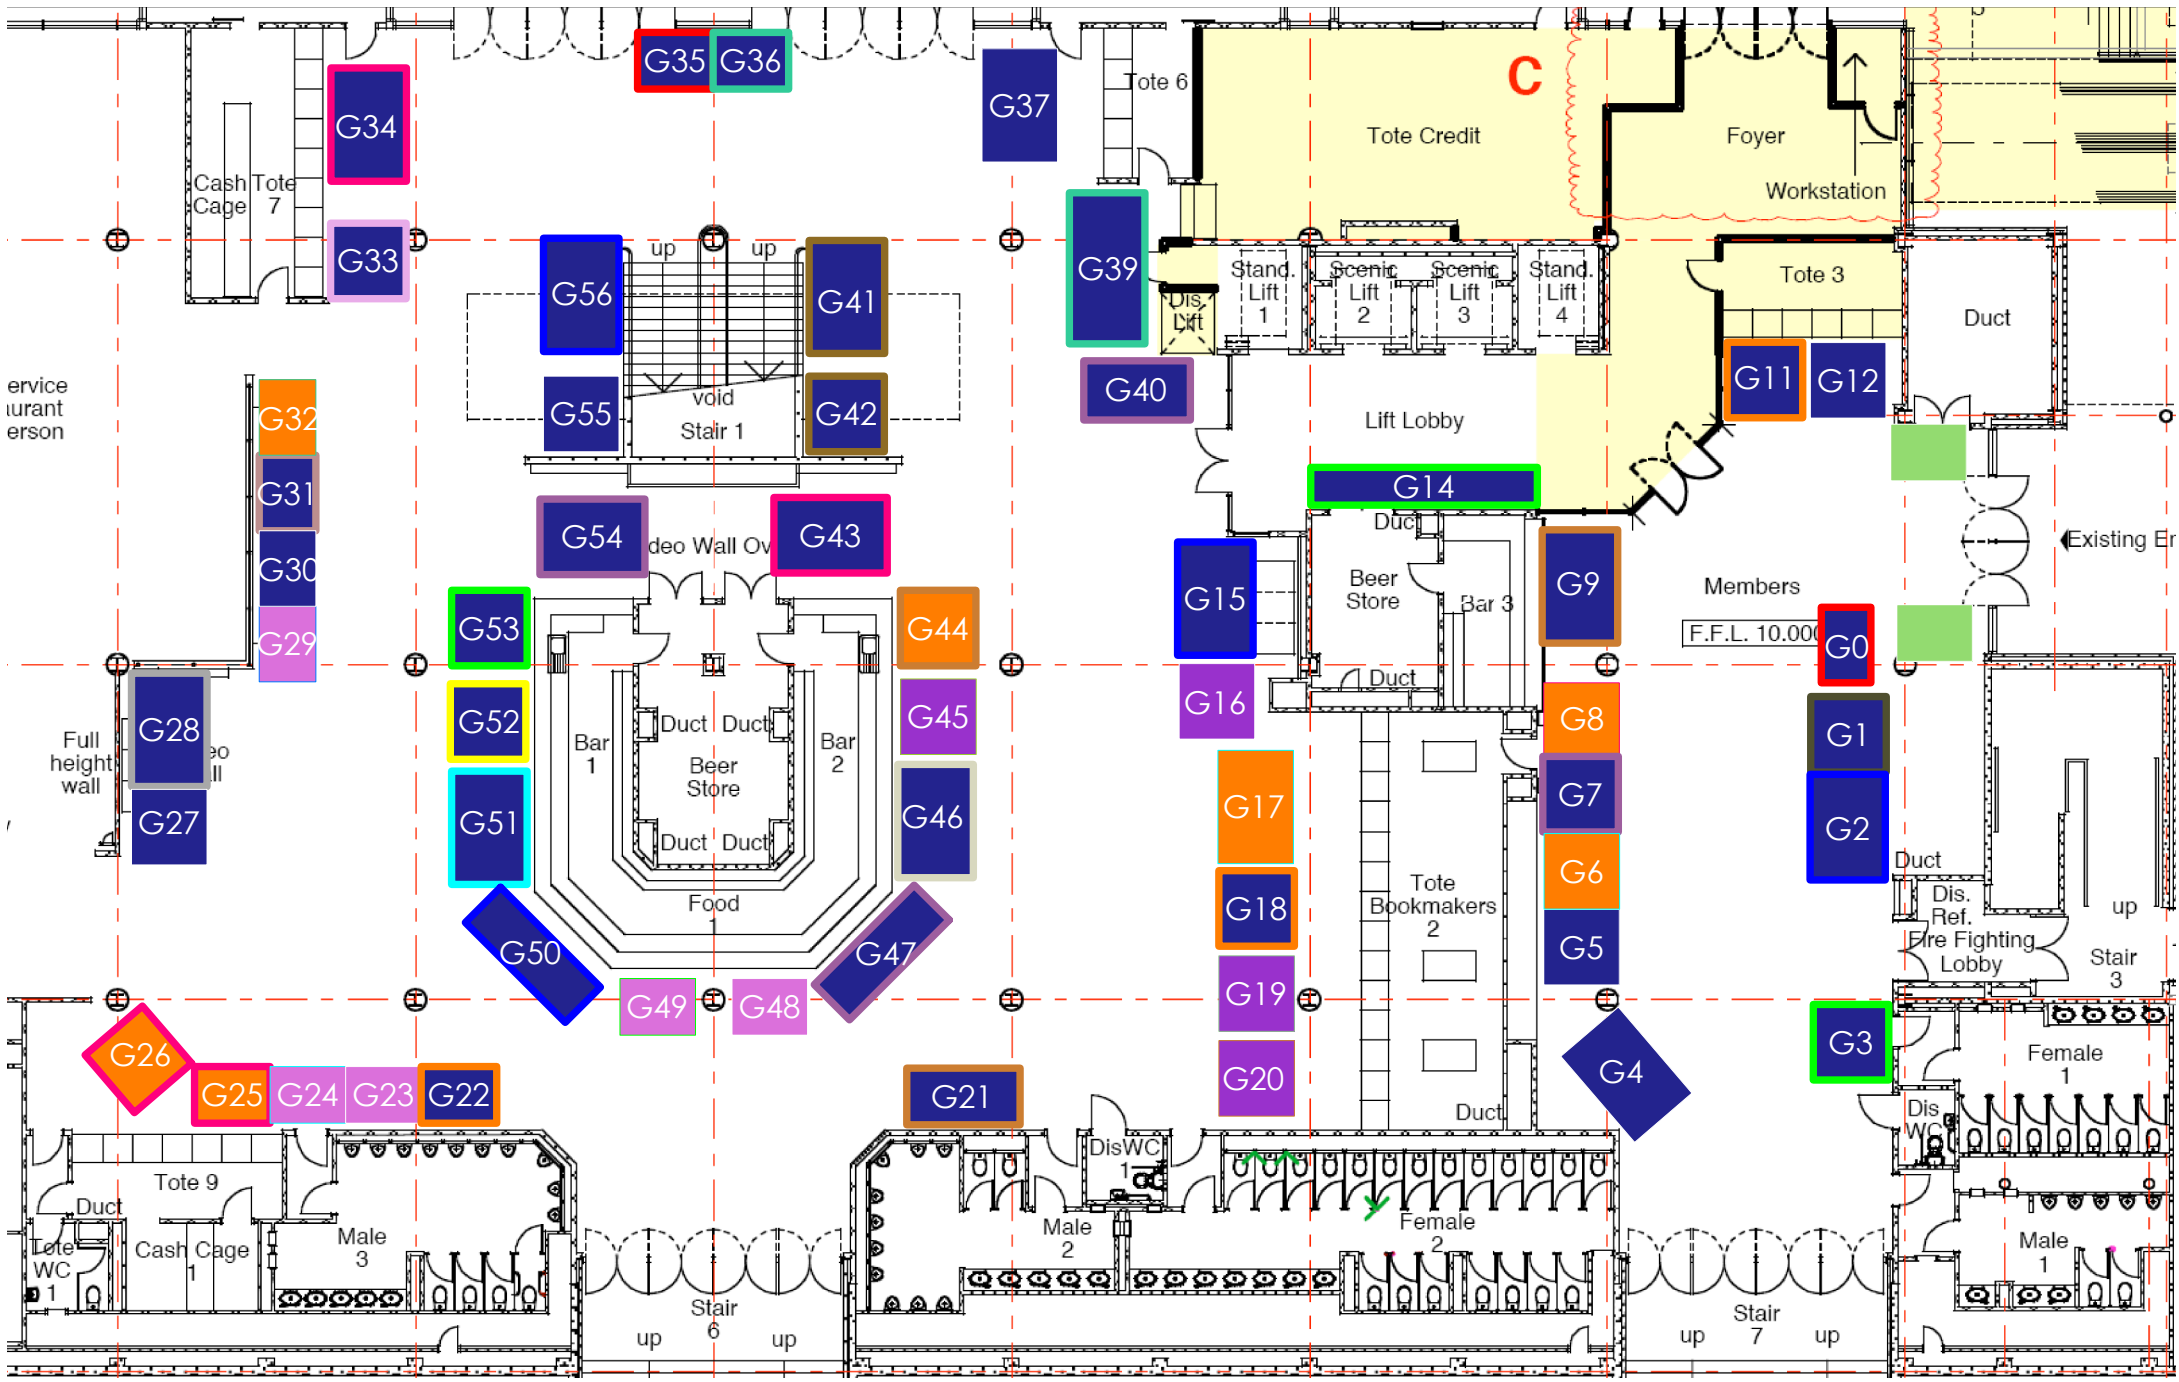 G35
G36
G34
G37
Tote 6
C
Tote Credit
Foyer
Workstation
Cash
Cage
Tote
7
G33
G56
up
up
G41
G39
Stand.
Lift
1
Scenic
Lift
2
Scenic
Lift
3
Stand.
Lift
4
Dis.
Lift
Tote 3
Duct
G55
void
Stair 1
G42
G40
Lift Lobby
G11
G12
G32
G31
G30
G29
G54
G43
G14
Duct
G15
Beer
Store
Bar 3
G9
Members
F.F.L. 10.000
G0
G53
G44
Duct
G16
G8
G1
G28
Full
height
wall
G27
G52
Bar
1
Duct Duct
Beer
Store
Duct Duct
Bar
2
G45
G51
G46
G17
G7
G2
Duct
G18
Tote
Bookmakers
2
G6
Dis.
Ref.
Fire Fighting
Lobby
up
Stair
3
Food
1
G50
G47
G5
G49
G48
G19
G26
G25
G24
G23
G22
G21
G20
G4
G3
Female
1
Duct
Dis
WC
1
DisWC
1
Tote 9
Duct
Tote
WC
1
Cash Cage
1
Male
3
Male
2
Female
2
Male
1
Stair
6
up
up
Stair
7
up
up